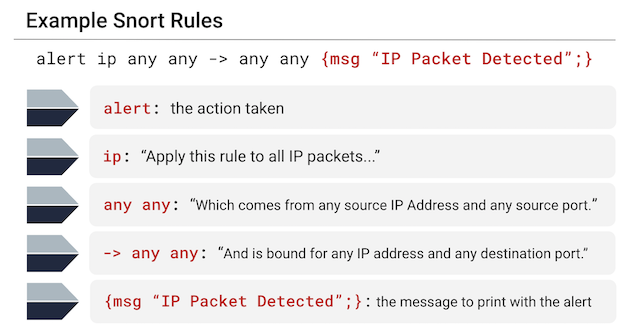 Example Snort Rules
alert ip any any -> any any {msg “IP Packet Detected”;}
alert: the action taken
ip: “Apply this rule to all IP packets...”
any any: “Which comes from any source IP Address and any source port.”
-> any any: “And is bound for any IP address and any destination port.”
{msg “IP Packet Detected”;}: the message to print with the alert